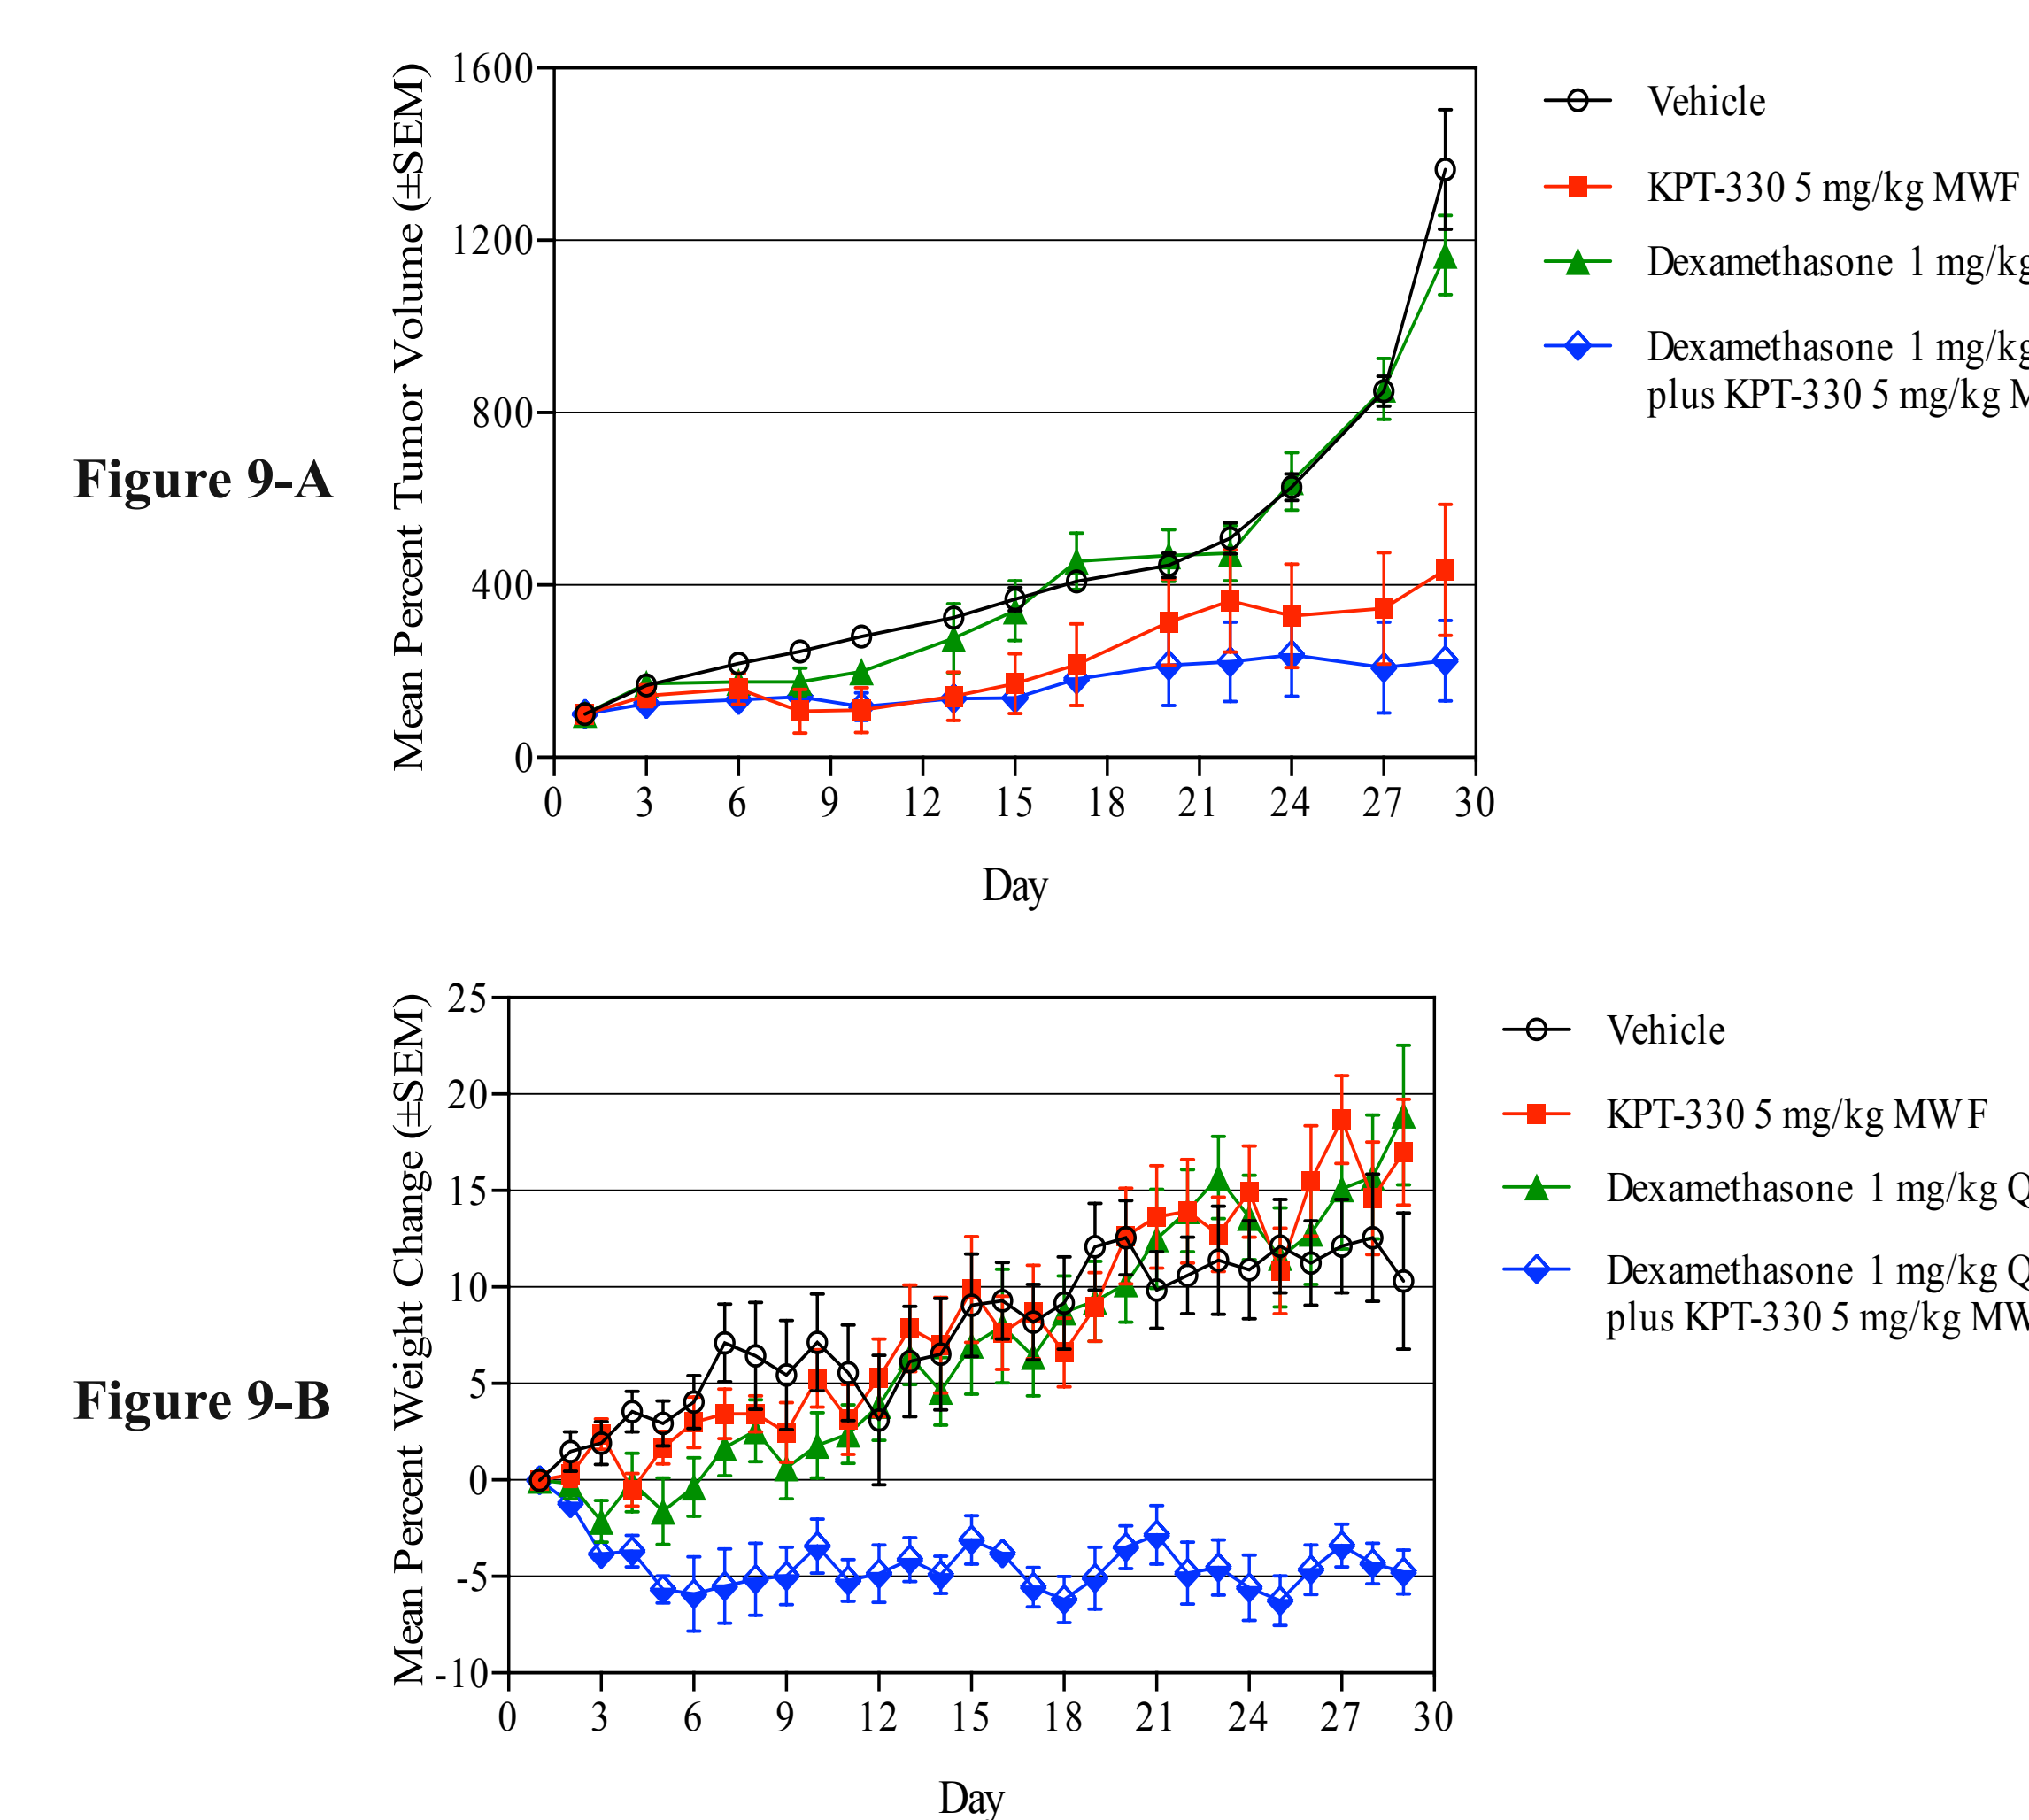 Figure 9-A
Mean Percent Tumor Volume (±SEM)
1600
1200
800
400
0
0 3 6 9 12 15 18 21 24 27 30
Day
Vehicle
KPT-330 5 mg/kg MWF
Dexamethasone 1 mg/kg
Dexamethasone 1 mg/kg
plus KPT-330 5 mg/kg M
Figure 9-B
Mean Percent Weight Change (±SEM)
25
20
15
10
5
0
-5
-10
0 3 6 9 12 15 18 21 24 27 30
Day
Vehicle
KPT-330 5 mg/kg MWF
Dexamethasone 1 mg/kg Q
Dexamethasone 1 mg/kg Q
plus KPT-330 5 mg/kg MW